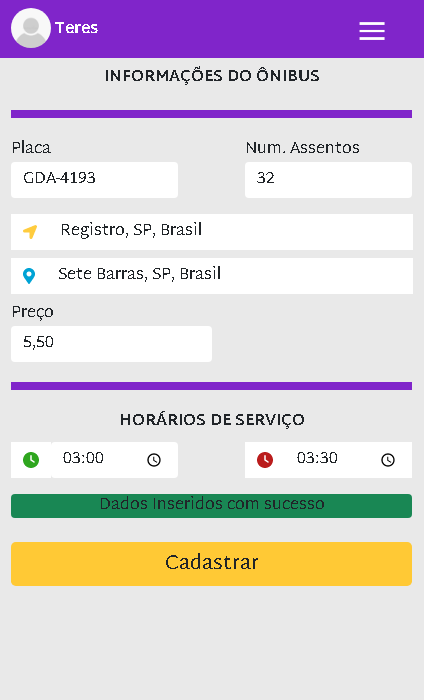 Teres
INFORMAÇÕES DO ÔNIBUS
Placa
Num. Assentos
GDA-4193
32
Registro, SP, Brasil
Sete Barras, SP, Brasil
Preço
5,50
HORÁRIOS DE SERVIÇO
03:00
03:30
Dados Inseridos com sucesso
Cadastrar